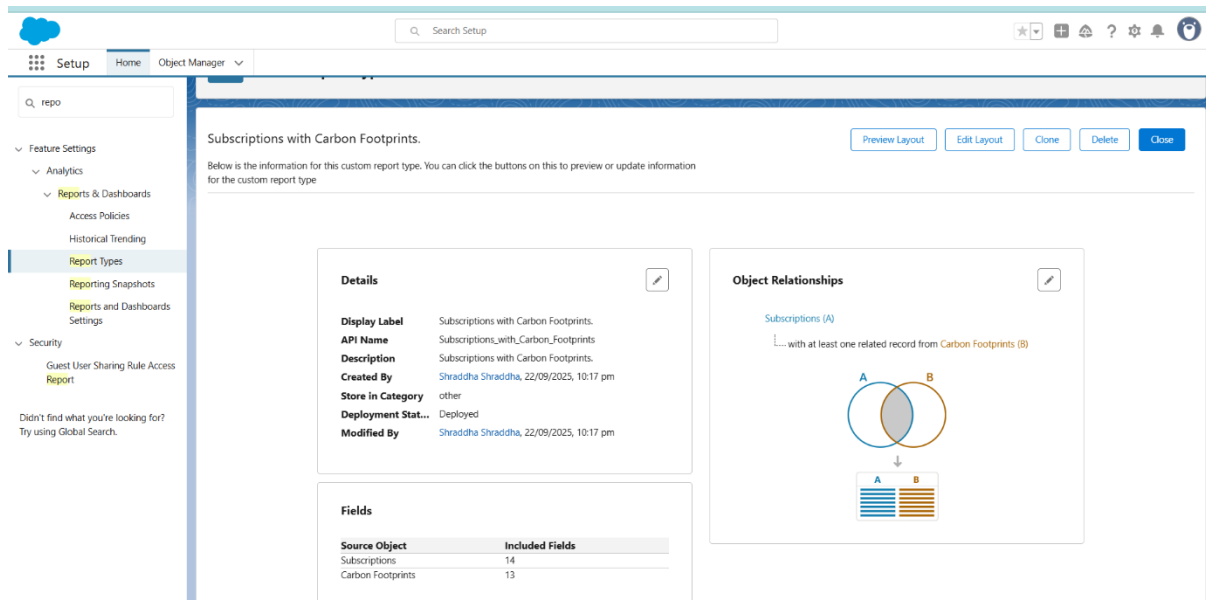 Search Setup
Setup
Home
Object Manager
repo
Feature Settings
Analytics
Reports & Dashboards
Access Policies
Historical Trending
Report Types
Reporting Snapshots
Reports and Dashboards
Settings
Security
Guest User Sharing Rule Access
Report
Didn't find what you're looking for?
Try using Global Search.
Subscriptions with Carbon Footprints.
Preview Layout
Edit Layout
Clone
Delete
Close
Below is the information for this custom report type. You can click the buttons on this to preview or update information
for the custom report type
Details
Display Label Subscriptions with Carbon Footprints.
API Name Subscriptions_with_Carbon_Footprints
Description Subscriptions with Carbon Footprints.
Created By Shraddha Shraddha, 22/09/2025, 10:17 pm
Store in Category other
Deployment Stat... Deployed
Modified By Shraddha Shraddha, 22/09/2025, 10:17 pm
Fields
Source Object Included Fields
Subscriptions 14
Carbon Footprints 13
Object Relationships
Subscriptions (A)
with at least one related record from Carbon Footprints (B)
A B
A B